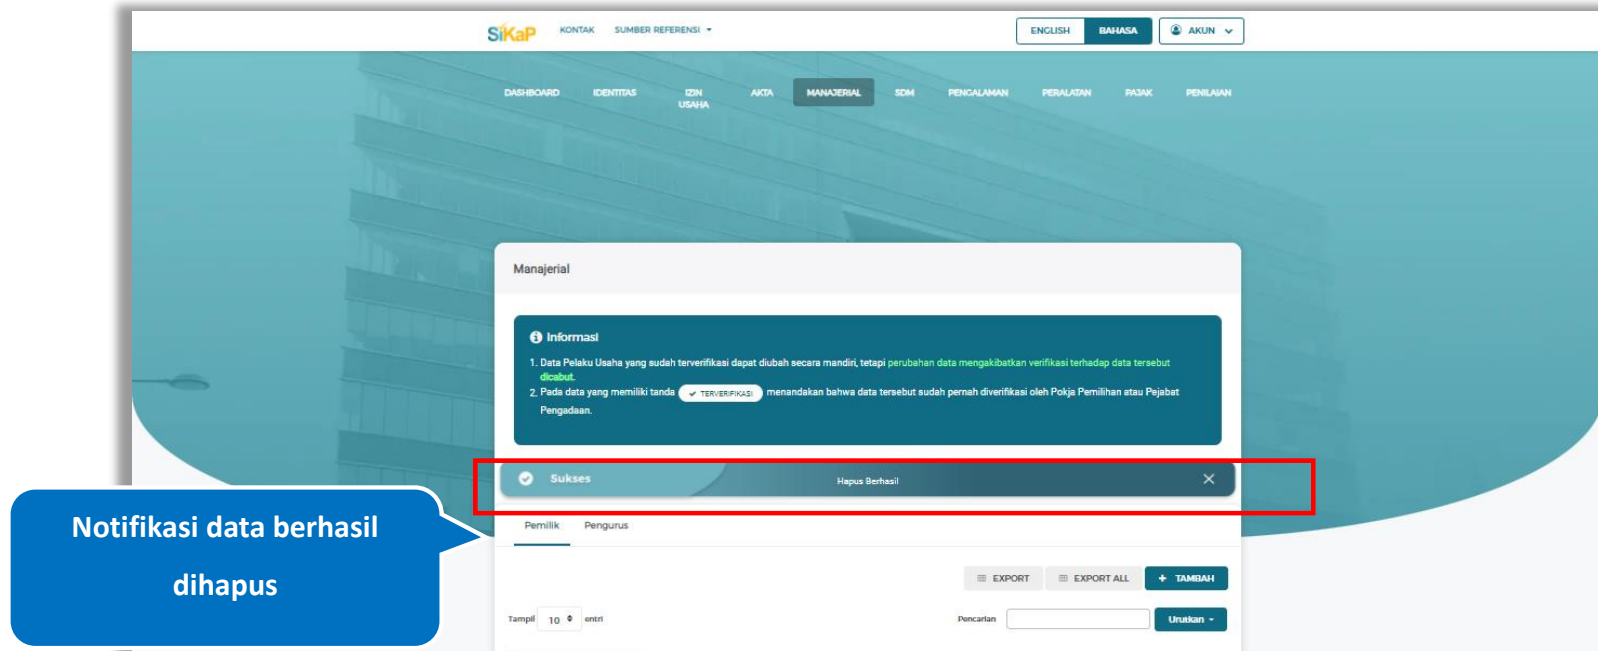 SiKaP KONTAK SUMBER REFERENSI ENGLISH BAHASA AKUN
DASHBOARD IDENTITAS IZIN USAHA AKTA MANAJERIAL SDM PENGALAMAN PERALATAN PAJAK PENILAIAN
Manajerial
Informasi
1. Data Pelaku Usaha yang sudah terverifikasi dapat diubah secara mandiri, tetapi perubahan data mengakibatkan verifikasi terhadap data tersebut
dicabut.
2. Pada data yang memiliki tanda TERVERIFIKASI menandakan bahwa data tersebut sudah pernah diverifikasi oleh Pokja Pemilihan atau Pejabat
Pengadaan.
Sukses Hapus Berhasil
Notifikasi data berhasil
dihapus
Pemilik Pengurus
EXPORT EXPORT ALL + TAMBAH
Tampil 10 entri Pencarian Urutkan